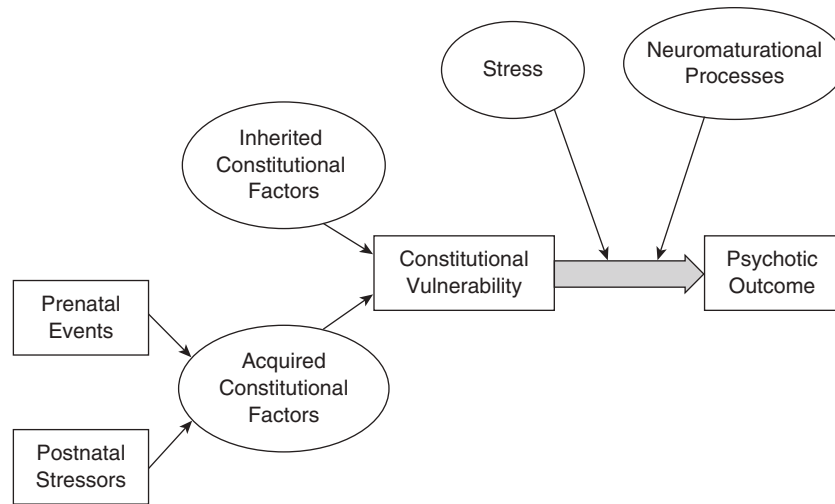 Stress
Neuromaturational
Processes
Inherited
Constitutional
Factors
Constitutional
Vulnerability
Psychotic
Outcome
Prenatal
Events
Acquired
Constitutional
Factors
Postnatal
Stressors